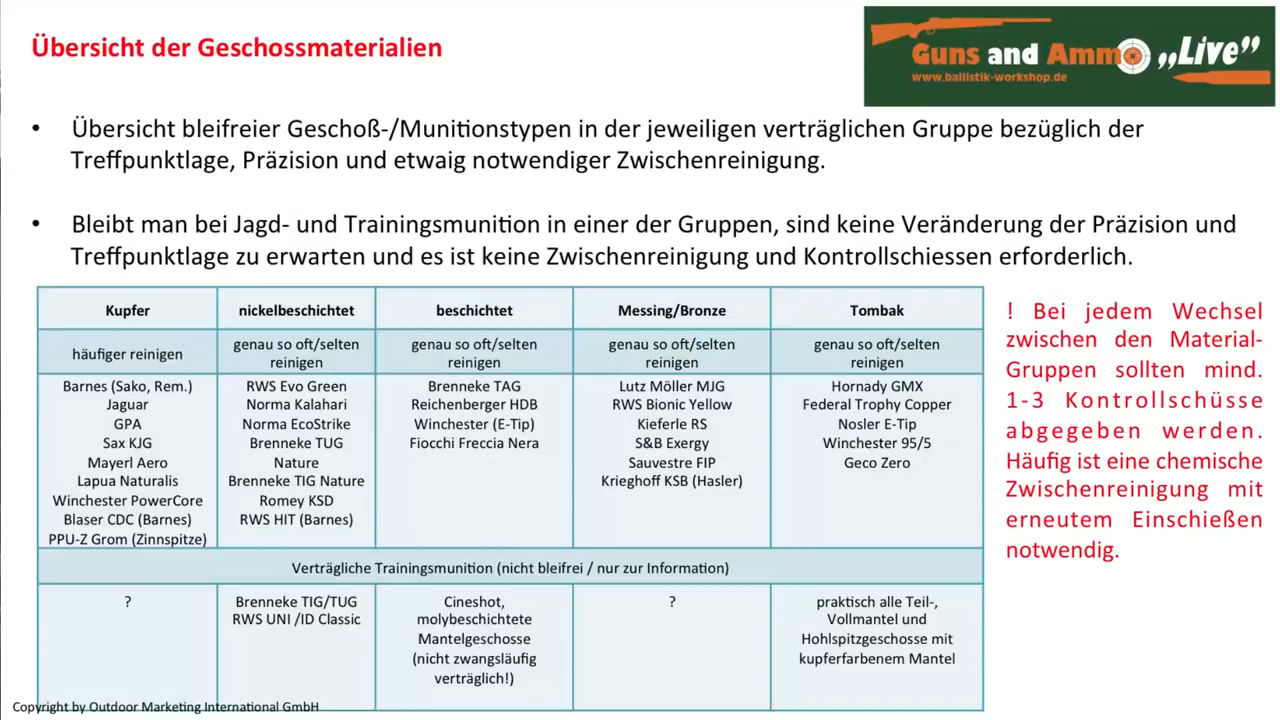 Übersicht der Geschossmaterialien
Guns and Ammo „Live”
www.ballistik-workshop.de
• Übersicht bleifreier Geschoß-/Munitionstypen in der jeweiligen verträglichen Gruppe bezüglich der
Treffpunktlage, Präzision und etwaig notwendiger Zwischenreinigung.
• Bleibt man bei Jagd- und Trainingsmunition in einer der Gruppen, sind keine Veränderung der Präzision und
Treffpunktlage zu erwarten und es ist keine Zwischenreinigung und Kontrollschiessen erforderlich.
Kupfer
nickelbeschichtet
beschichtet
Messing/Bronze
Tombak
häufiger reinigen
genau so oft/selten
reinigen
genau so oft/selten
reinigen
genau so oft/selten
reinigen
genau so oft/selten
reinigen
Barnes (Sako, Rem.)
Jaguar
GPA
Sax KJG
Mayerl Aero
Lapua Naturalis
Winchester PowerCore
Blaser CDC (Barnes)
PPU-Z Grom (Zinnspitze)
RWS Evo Green
Norma Kalahari
Norma EcoStrike
Brenneke TUG
Nature
Brenneke TIG Nature
Romey KSD
RWS HIT (Barnes)
Brenneke TAG
Reichenberger HDB
Winchester (E-Tip)
Fiocchi Freccia Nera
Lutz Möller MJG
RWS Bionic Yellow
Kieferle RS
S&B Exergy
Sauvestre FIP
Krieghoff KSB (Hasler)
Hornady GMX
Federal Trophy Copper
Nosler E-Tip
Winchester 95/5
Geco Zero
Verträgliche Trainingsmunition (nicht bleifrei / nur zur Information)
?
Brenneke TIG/TUG
RWS UNI /ID Classic
Cineshot,
molybeschichtete
Mantelgeschosse
(nicht zwangsläufig
verträglich!)
?
praktisch alle Teil-,
Vollmantel und
Hohlspitzgeschosse mit
kupferfarbenem Mantel
! Bei jedem Wechsel
zwischen den Material-
Gruppen sollten mind.
1-3 Kontrollschüsse
abgegeben werden.
Häufig ist eine chemische
Zwischenreinigung mit
erneutem Einschießen
notwendig.
Copyright by Outdoor Marketing International GmbH